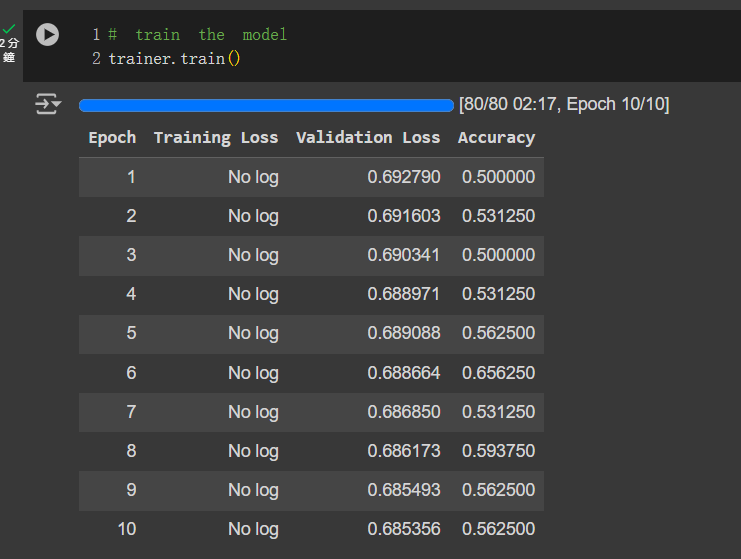 2 分
鐘
1 # train the model
2 trainer.train()
[80/80 02:17, Epoch 10/10]
Epoch Training Loss Validation Loss Accuracy
1 No log 0.692790 0.500000
2 No log 0.691603 0.531250
3 No log 0.690341 0.500000
4 No log 0.688971 0.531250
5 No log 0.689088 0.562500
6 No log 0.688664 0.656250
7 No log 0.686850 0.531250
8 No log 0.686173 0.593750
9 No log 0.685493 0.562500
10 No log 0.685356 0.562500